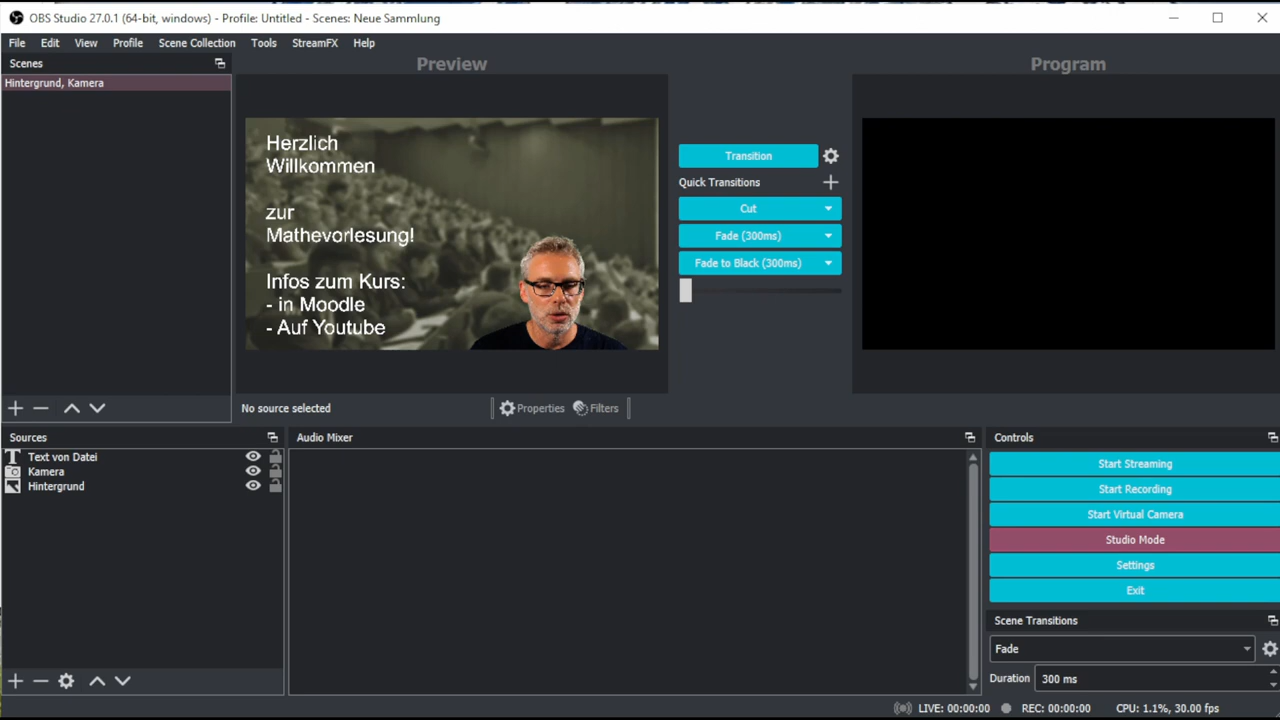 OBS Studio 27.0.1 (64-bit, windows) - Profile: Untitled - Scenes: Neue Sammlung
File Edit View Profile Scene Collection Tools StreamFX Help
Scenes
Hintergrund, Kamera
Preview
Herzlich
Willkommen
zur
Mathevorlesung!
Infos zum Kurs:
- in Moodle
- Auf Youtube
Transition
Quick Transitions
Cut
Fade (300ms)
Fade to Black (300ms)
Program
No source selected
Properties Filters
Sources
Text von Datei
Kamera
Hintergrund
Audio Mixer
Controls
Start Streaming
Start Recording
Start Virtual Camera
Studio Mode
Settings
Exit
Scene Transitions
Fade
Duration 300 ms
LIVE: 00:00:00 REC: 00:00:00 CPU: 1.1%, 30.00 fps